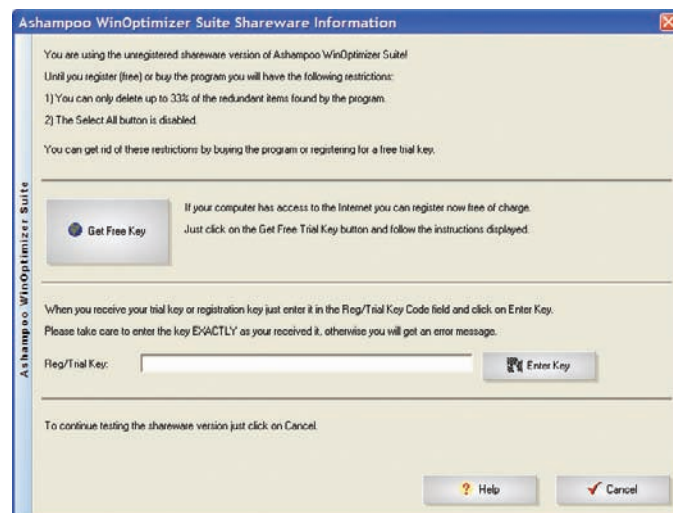 Ashampoo WinOptimizer Suite Shareware Information
You are using the unregistered shareware version of Ashampoo WinOptimizer Suite!
Until you register (free) or buy the program you will have the following restrictions:
1) You can only delete up to 33% of the redundant items found by the program.
2) The Select All button is disabled.
You can get rid of these restrictions by buying the program or registering for a free trial key.
Ashampoo WinOptimizer Suite
Get Free Key
If your computer has access to the Internet you can register now free of charge.
Just click on the Get Free Trial Key button and follow the instructions displayed.
When you receive your trial key or registration key just enter it in the Reg/Trial Key Code field and click on Enter Key.
Please take care to enter the key EXACTLY as your received it, otherwise you will get an error message.
Reg/Trial Key:
Enter Key
To continue testing the shareware version just click on Cancel.
Help
Cancel